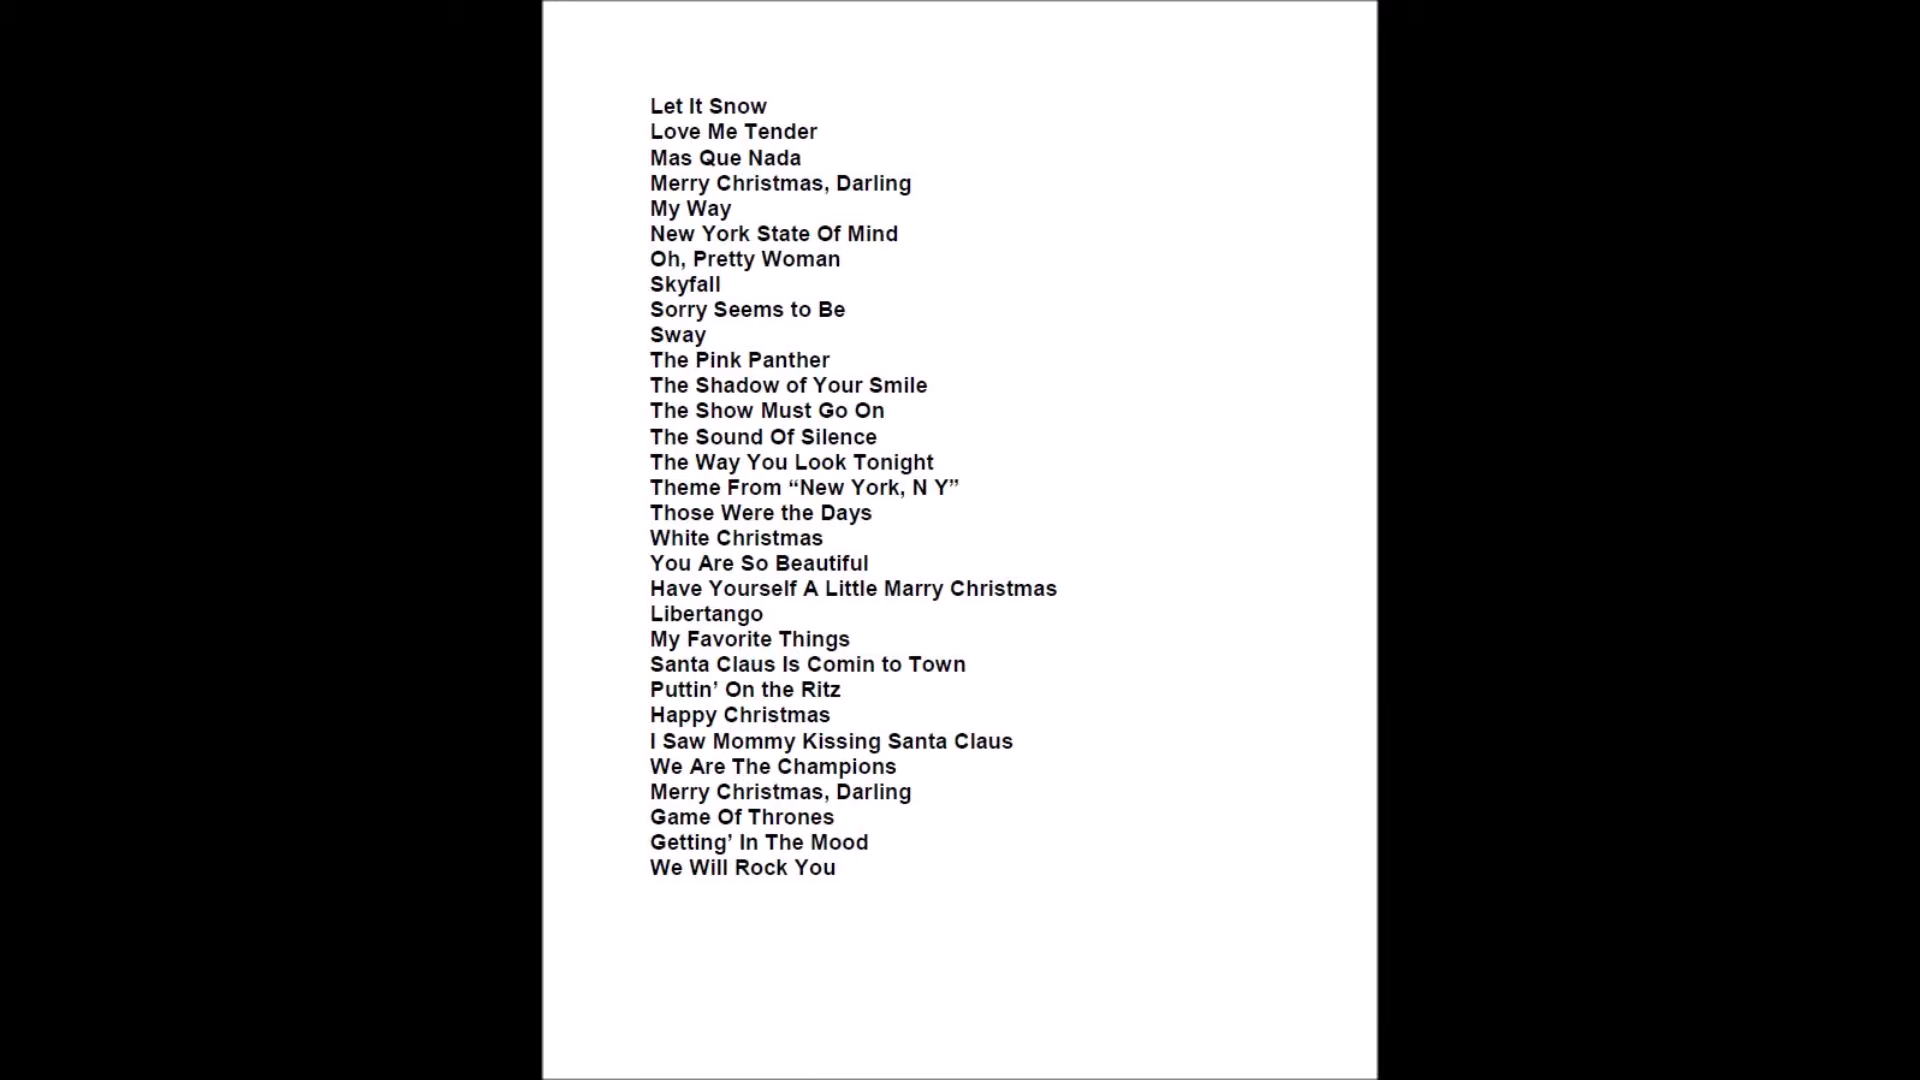 Let It Snow
Love Me Tender
Mas Que Nada
Merry Christmas, Darling
My Way
New York State Of Mind
Oh, Pretty Woman
Skyfall
Sorry Seems to Be
Sway
The Pink Panther
The Shadow of Your Smile
The Show Must Go On
The Sound Of Silence
The Way You Look Tonight
Theme From “New York, N Y”
Those Were the Days
White Christmas
You Are So Beautiful
Have Yourself A Little Marry Christmas
Libertango
My Favorite Things
Santa Claus Is Comin to Town
Puttin’ On the Ritz
Happy Christmas
I Saw Mommy Kissing Santa Claus
We Are The Champions
Merry Christmas, Darling
Game Of Thrones
Getting’ In The Mood
We Will Rock You